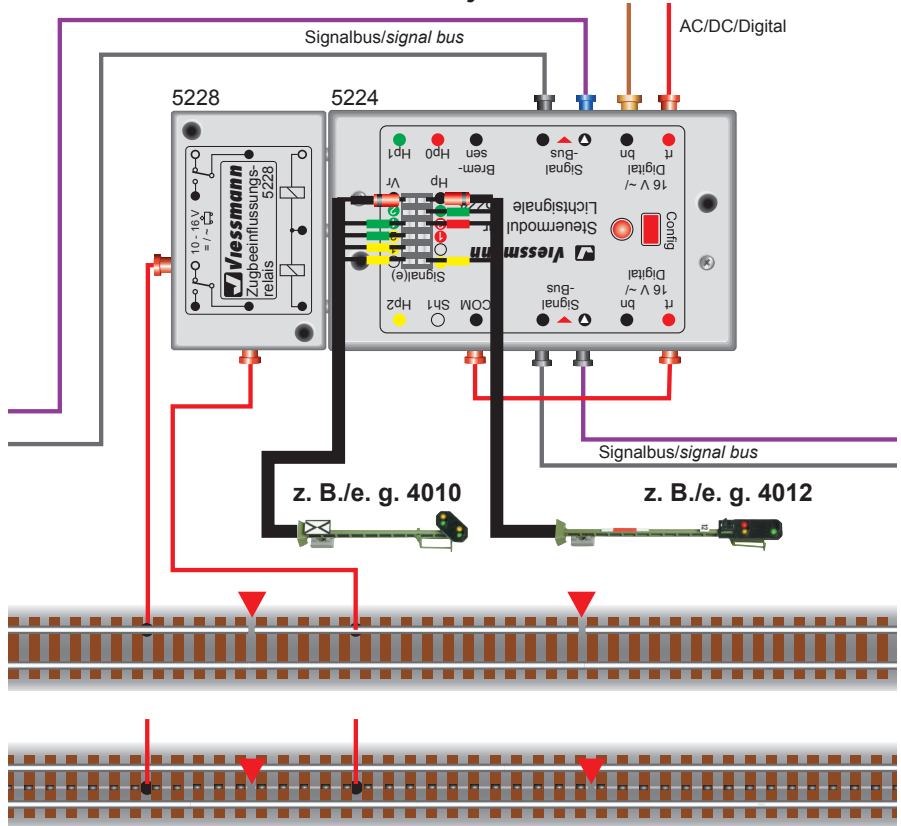 AC/DC/Digital
Signalbus/signal bus
5228
5224
10 - 16 V
= / ~
Viessmann
Zugbeeinflussungs-
relais 5228
Hp1
Hp0
Brem-
sen
Signal
-Bus
bn
rt
Digital
16 V ~/
Vr
Hp
Steuermodul
Lichtsignale
Config
Viessmann
Signal(e)
Hp2
Sh1
COM
Signal
-Bus
bn
rt
Digital
16 V ~/
Signalbus/signal bus
z. B./e. g. 4010
z. B./e. g. 4012